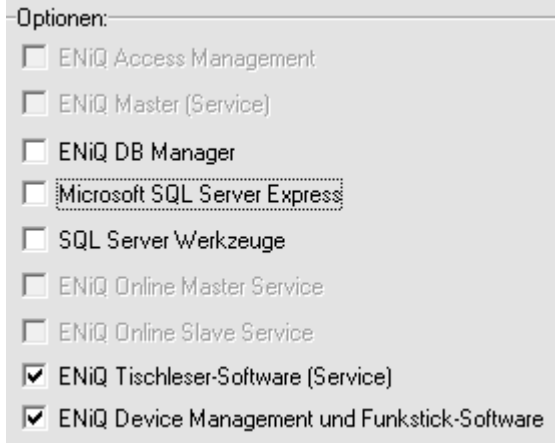 Optionen:
ENiQ Access Management
ENiQ Master (Service)
ENiQ DB Manager
Microsoft SQL Server Express
SQL Server Werkzeuge
ENiQ Online Master Service
ENiQ Online Slave Service
ENiQ Tischleser-Software (Service)
ENiQ Device Management und Funkstick-Software